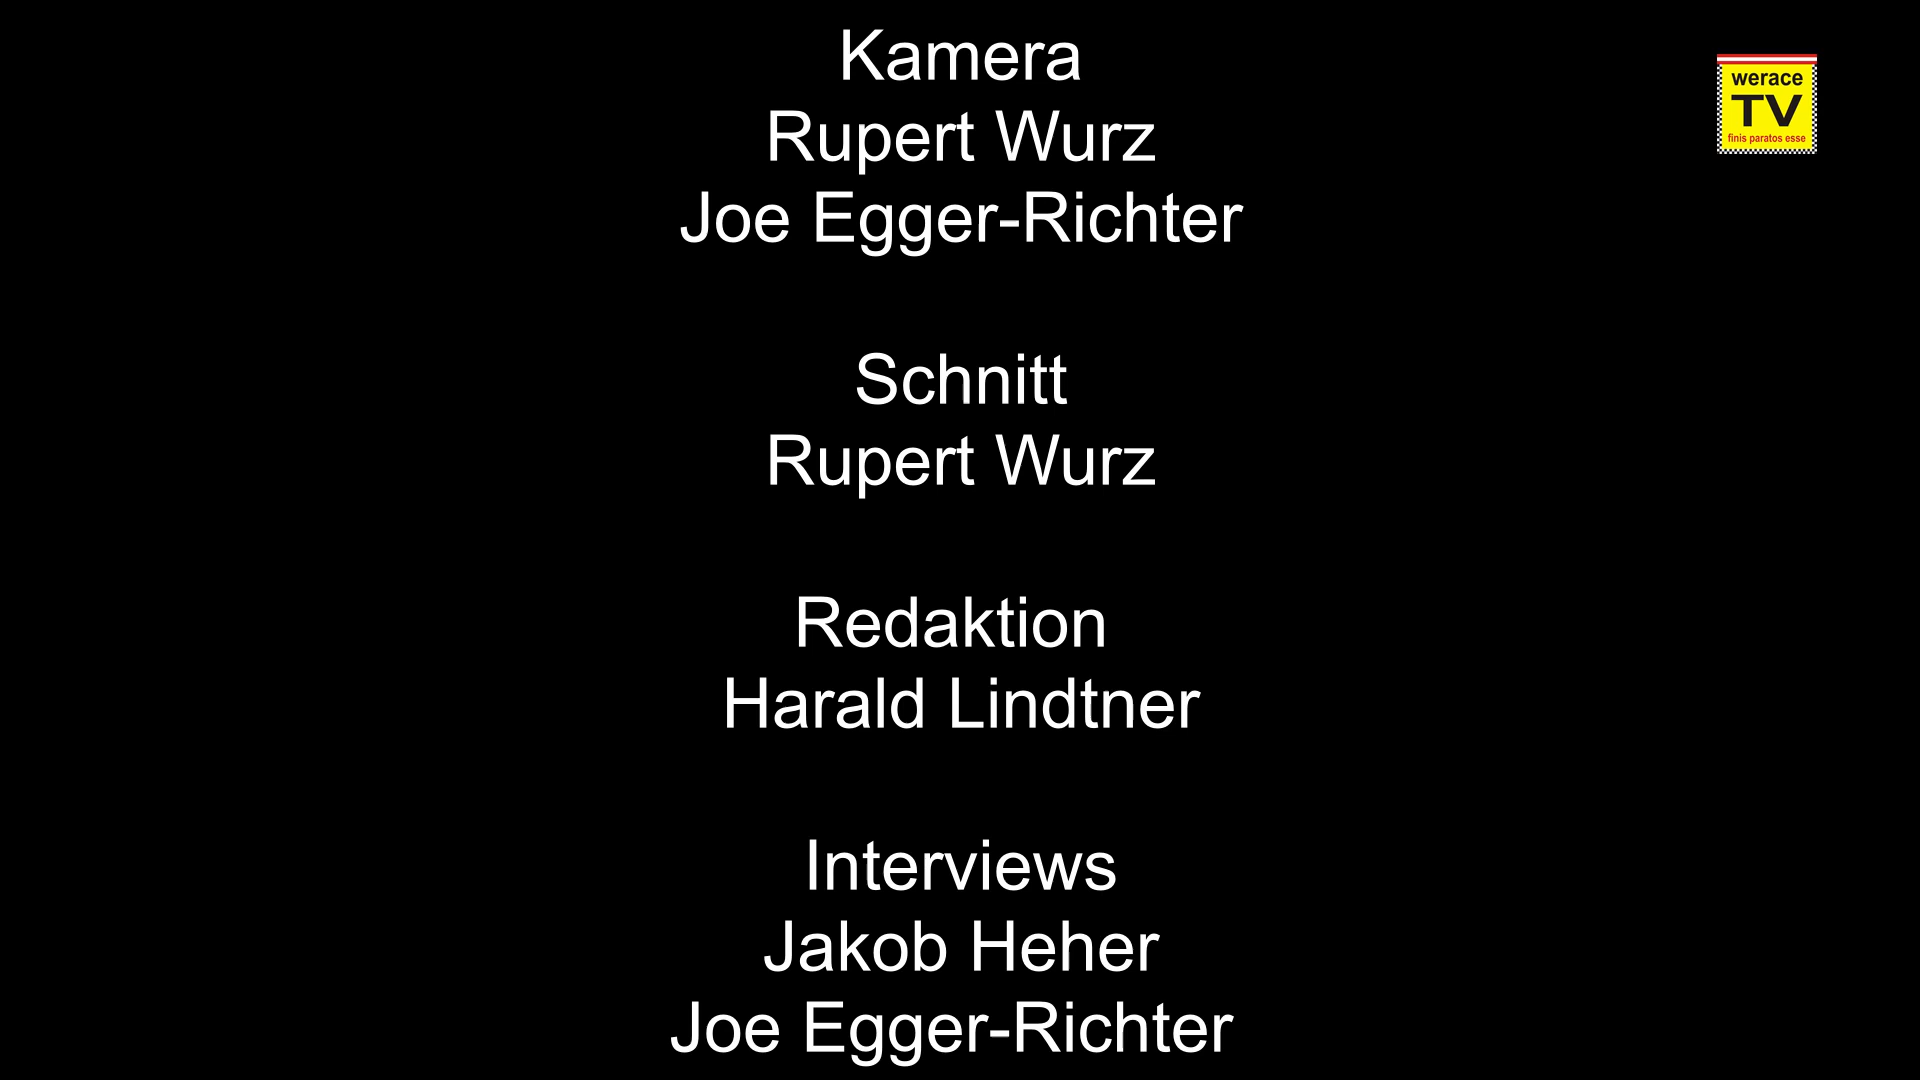 Kamera
Rupert Wurz
Joe Egger-Richter
Schnitt
Rupert Wurz
Redaktion
Harald Lindtner
Interviews
Jakob Heher
Joe Egger-Richter
werace
TV
finis paratos esse